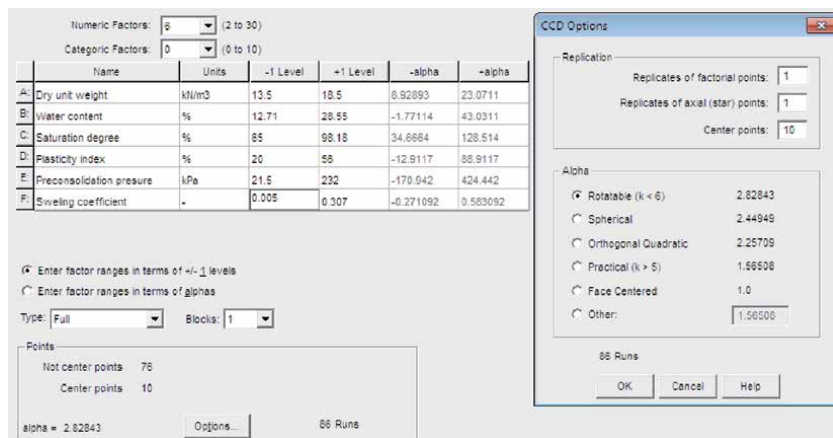 Numeric Factors: 6 (2 to 30)
Categoric Factors: 0 (0 to 10)
Name Units -1 Level +1 Level -alpha +alpha
A: Dry unit weight kN/m3 13.5 18.5 8.92893 23.0711
B: Water content % 12.71 28.55 -1.77114 43.0311
C: Saturation degree % 65 98.18 34.6664 128.514
D: Plasticity index % 20 56 -12.9117 88.9117
E: Preconsolidation presure kPa 21.5 232 -170.942 424.442
F: Sweling coefficient - 0.005 0.307 -0.271092 0.583092
Enter factor ranges in terms of +/- 1 levels
Enter factor ranges in terms of alphas
Type: Full Blocks: 1
Points
Not center points 76
Center points 10
alpha = 2.82843 Options... 86 Runs
CCD Options
Replication
Replicates of factorial points: 1
Replicates of axial (star) points: 1
Center points: 10
Alpha
Rotatable (k < 6) 2.82843
Spherical 2.44949
Orthogonal Quadratic 2.25709
Practical (k > 5) 1.56508
Face Centered 1.0
Other: 1.56508
86 Runs
OK Cancel Help